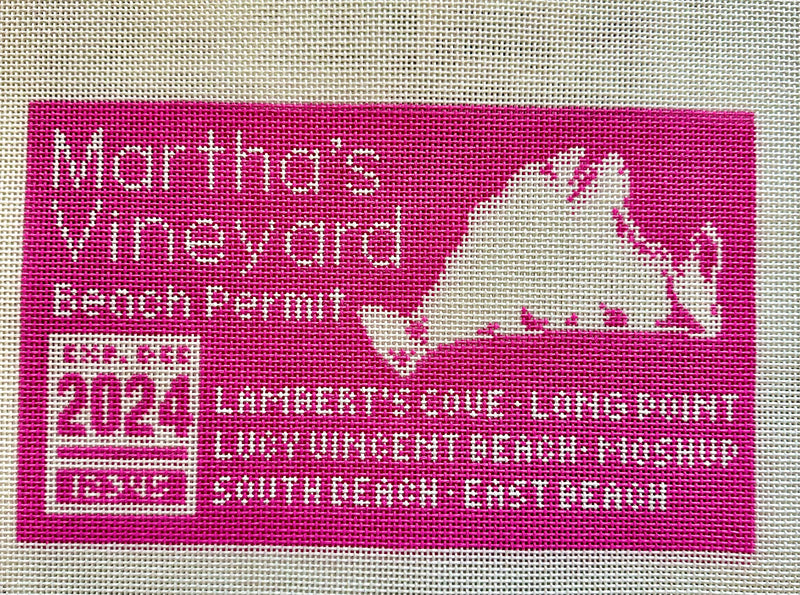 Martha's
Vineyard
Beach Permit
EXP. DEC
2024
12345
LAMBERT'S COVE · LONG POINT
LUCY VINCENT BEACH · MOSHUP
SOUTH BEACH · EAST BEACH